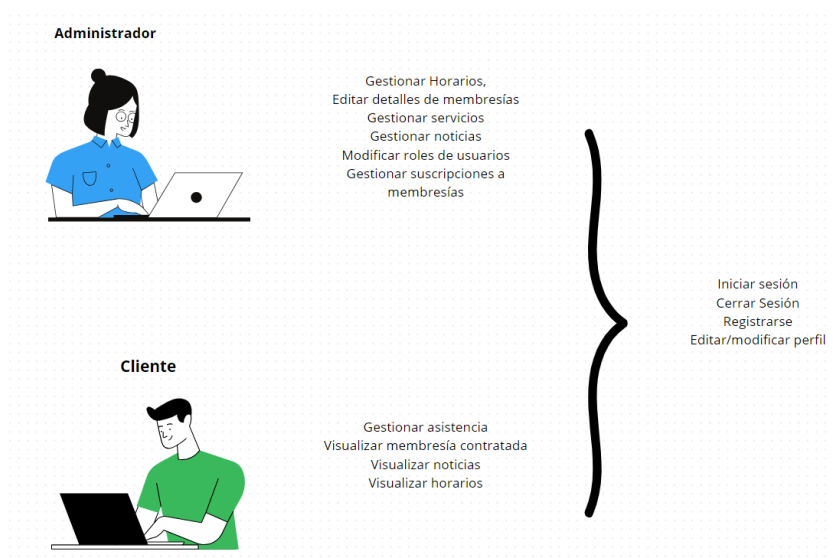 Administrador
Gestionar Horarios,
Editar detalles de membresías
Gestionar servicios
Gestionar noticias
Modificar roles de usuarios
Gestionar suscripciones a
membresías
Iniciar sesión
Cerrar Sesión
Registrarse
Editar/modificar perfil
Cliente
Gestionar asistencia
Visualizar membresía contratada
Visualizar noticias
Visualizar horarios